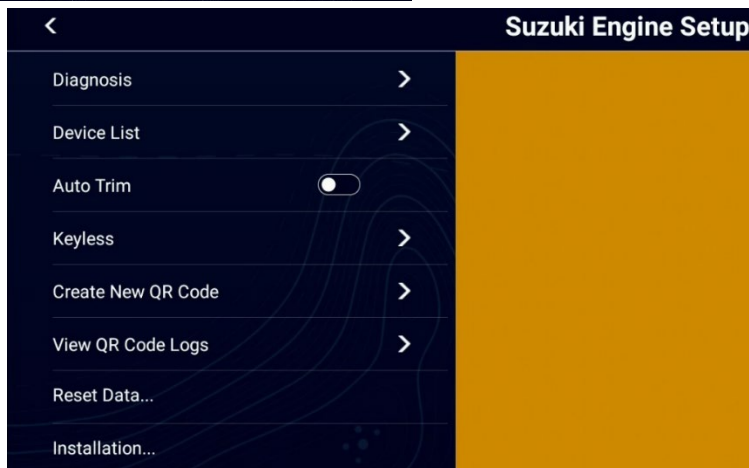 Suzuki Engine Setup
Diagnosis
Device List
Auto Trim
Keyless
Create New QR Code
View QR Code Logs
Reset Data...
Installation...